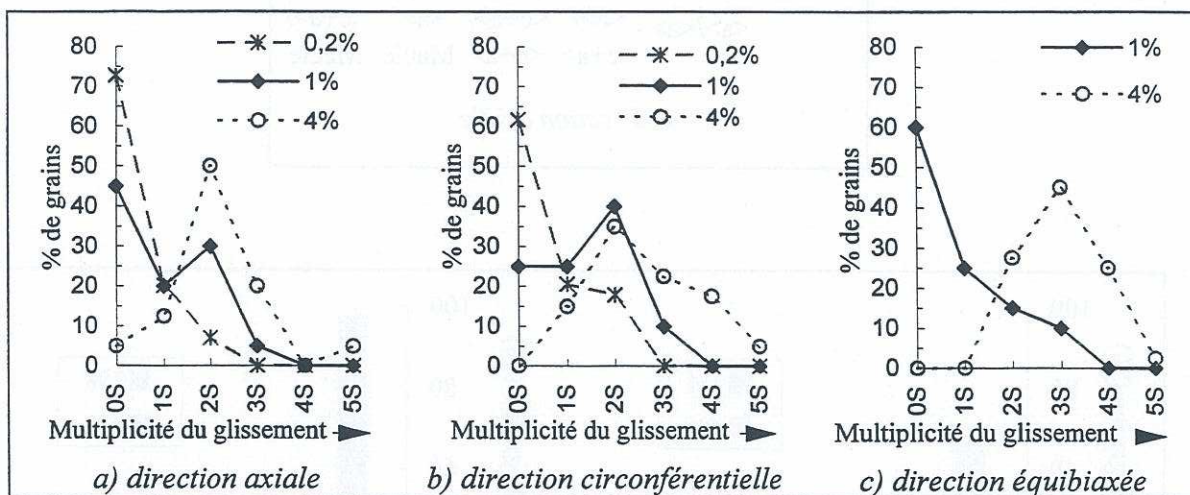 0,2%
1%
4%
% de grains
80
70
60
50
40
30
20
10
0
0S 1S 2S 3S 4S 5S
Multiplicité du glissement
a) direction axiale
0,2%
1%
4%
% de grains
80
70
60
50
40
30
20
10
0
0S 1S 2S 3S 4S 5S
Multiplicité du glissement
b) direction circonférentielle
1%
4%
% de grains
80
70
60
50
40
30
20
10
0
0S 1S 2S 3S 4S 5S
Multiplicité du glissement
c) direction équibiaxée